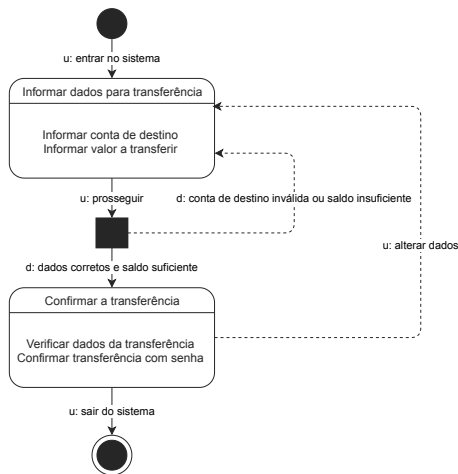 u: entrar no sistema
Informar dados para transferência
Informar conta de destino
Informar valor a transferir
u: prosseguir
d: conta de destino inválida ou saldo insuficiente
u: alterar dados
d: dados corretos e saldo suficiente
Confirmar a transferência
Verificar dados da transferência
Confirmar transferência com senha
u: sair do sistema